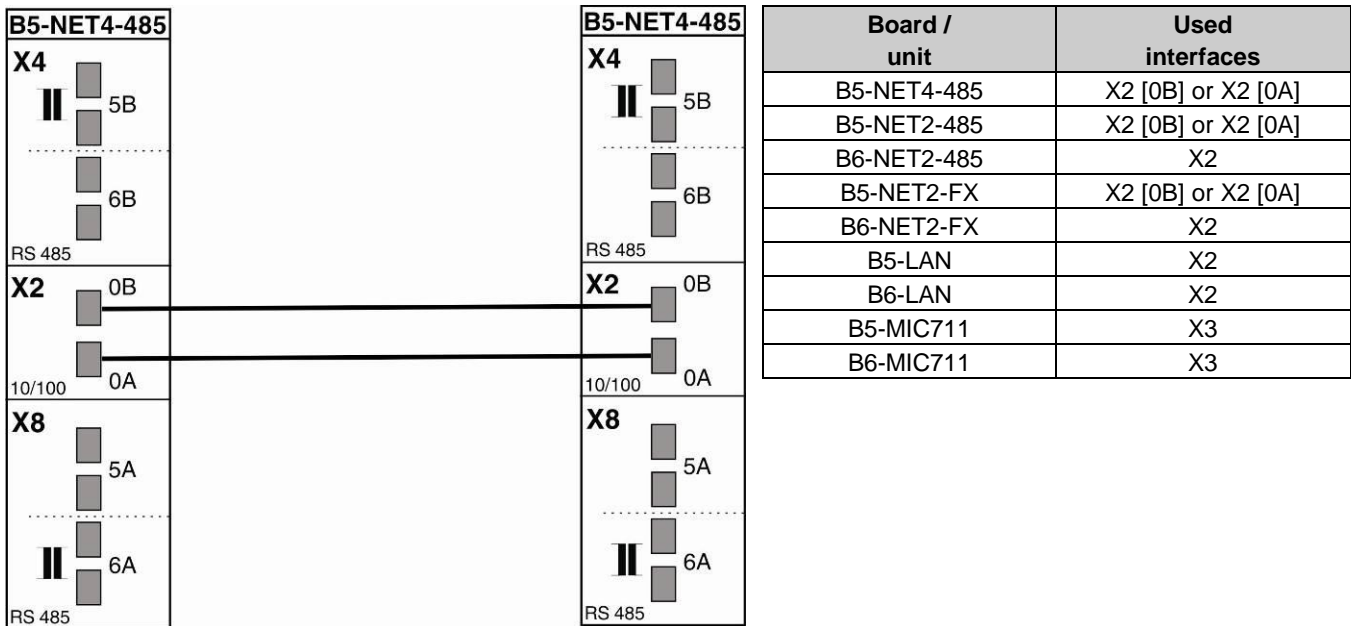 B5-NET4-485
X4
5B
6B
RS 485
X2
0B
0A
10/100
X8
5A
6A
RS 485
B5-NET4-485
X4
5B
6B
RS 485
X2
0B
0A
10/100
X8
5A
6A
RS 485
Board / Used
unit interfaces
B5-NET4-485 X2 [0B] or X2 [0A]
B5-NET2-485 X2 [0B] or X2 [0A]
B6-NET2-485 X2
B5-NET2-FX X2 [0B] or X2 [0A]
B6-NET2-FX X2
B5-LAN X2
B6-LAN X2
B5-MIC711 X3
B6-MIC711 X3